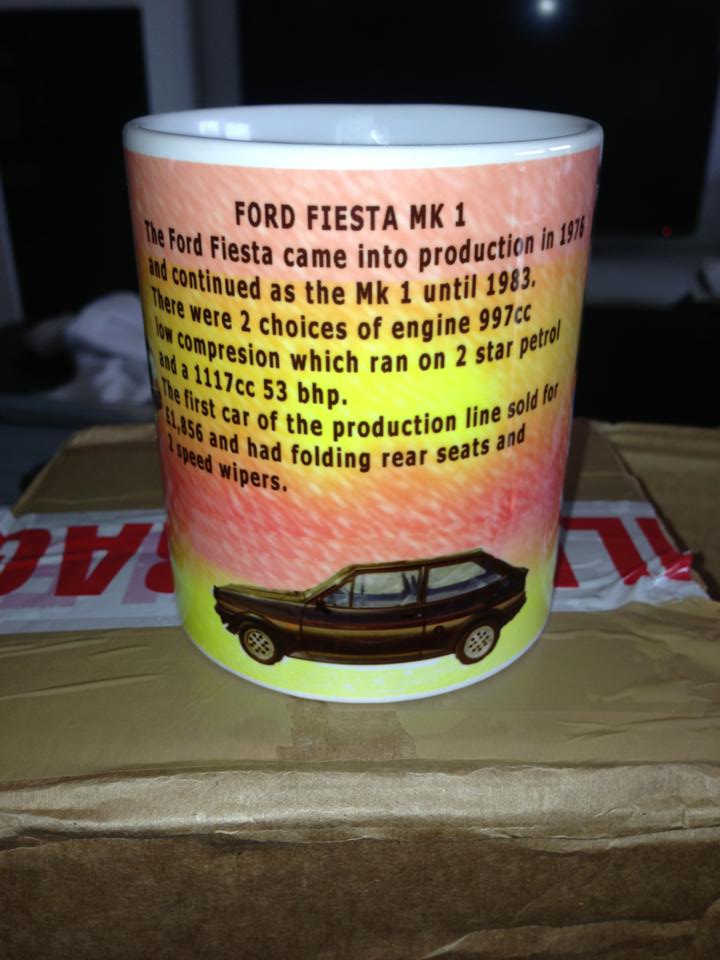 FORD FIESTA MK 1
The Ford Fiesta came into production in 1976
and continued as the Mk 1 until 1983.
There were 2 choices of engine 997cc
low compresion which ran on 2 star petrol
and a 1117cc 53 bhp.
The first car of the production line sold for
£1,856 and had folding rear seats and
2 speed wipers.